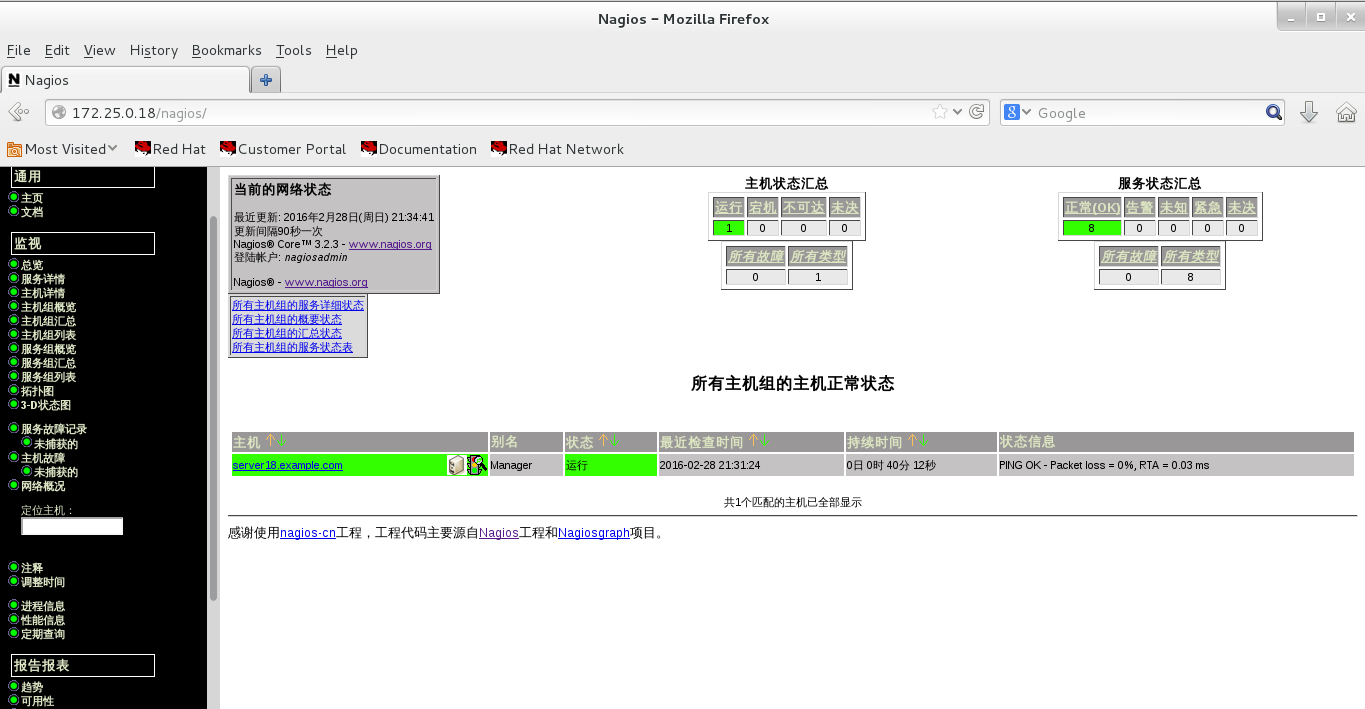 Nagios - Mozilla Firefox
File Edit View History Bookmarks Tools Help
Nagios
172.25.0.18/nagios/
Google
Most Visited Red Hat Customer Portal Documentation Red Hat Network
通用
主页
文档
监视
总览
服务详情
主机详情
主机组概览
主机组汇总
主机组列表
服务组概览
服务组汇总
服务组列表
拓扑图
3-D状态图
服务故障记录
未捕获的
主机故障
未捕获的
网络概况
定位主机：
注释
调整时间
进程信息
性能信息
定期查询
报告报表
趋势
可用性
当前的网络状态
最近更新: 2016年2月28日(周日) 21:34:41
更新间隔90秒一次
Nagios® Core™ 3.2.3 - www.nagios.org
登陆帐户: nagiosadmin
Nagios® - www.nagios.org
所有主机组的服务详细状态
所有主机组的概要状态
所有主机组的汇总状态
所有主机组的服务状态表
主机状态汇总
运行 宕机 不可达 未决
1 0 0 0
所有故障 所有类型
0 1
服务状态汇总
正常(OK) 告警 未知 紧急 未决
8 0 0 0 0
所有故障 所有类型
0 8
所有主机组的主机正常状态
主机 别名 状态 最近检查时间 持续时间 状态信息
server18.example.com Manager 运行 2016-02-28 21:31:24 0日 0时 40分 12秒 PING OK - Packet loss = 0%, RTA = 0.03 ms
共1个匹配的主机已全部显示
感谢使用nagios-cn工程，工程代码主要源自Nagios工程和Nagiosgraph项目。